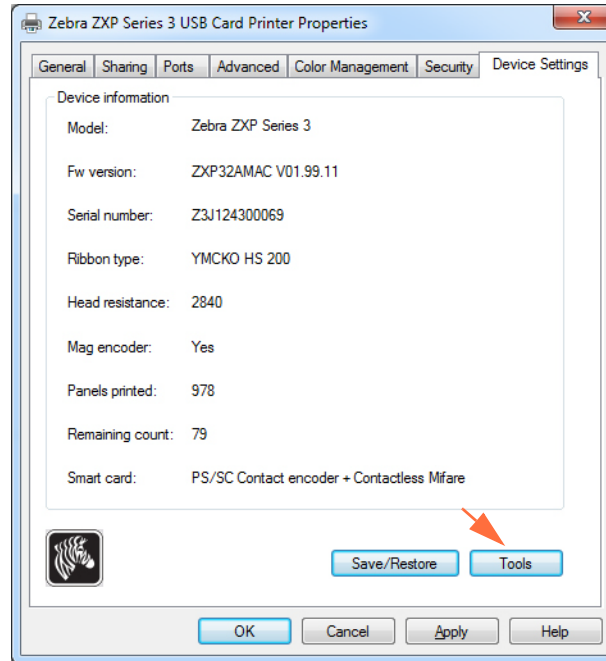 Zebra ZXP Series 3 USB Card Printer Properties
General Sharing Ports Advanced Color Management Security Device Settings
Device information
Model: Zebra ZXP Series 3
Fw version: ZXP32AMAC V01.99.11
Serial number: Z3J124300069
Ribbon type: YMCKO HS 200
Head resistance: 2840
Mag encoder: Yes
Panels printed: 978
Remaining count: 79
Smart card: PS/SC Contact encoder + Contactless Mifare
Save/Restore Tools
OK Cancel Apply Help